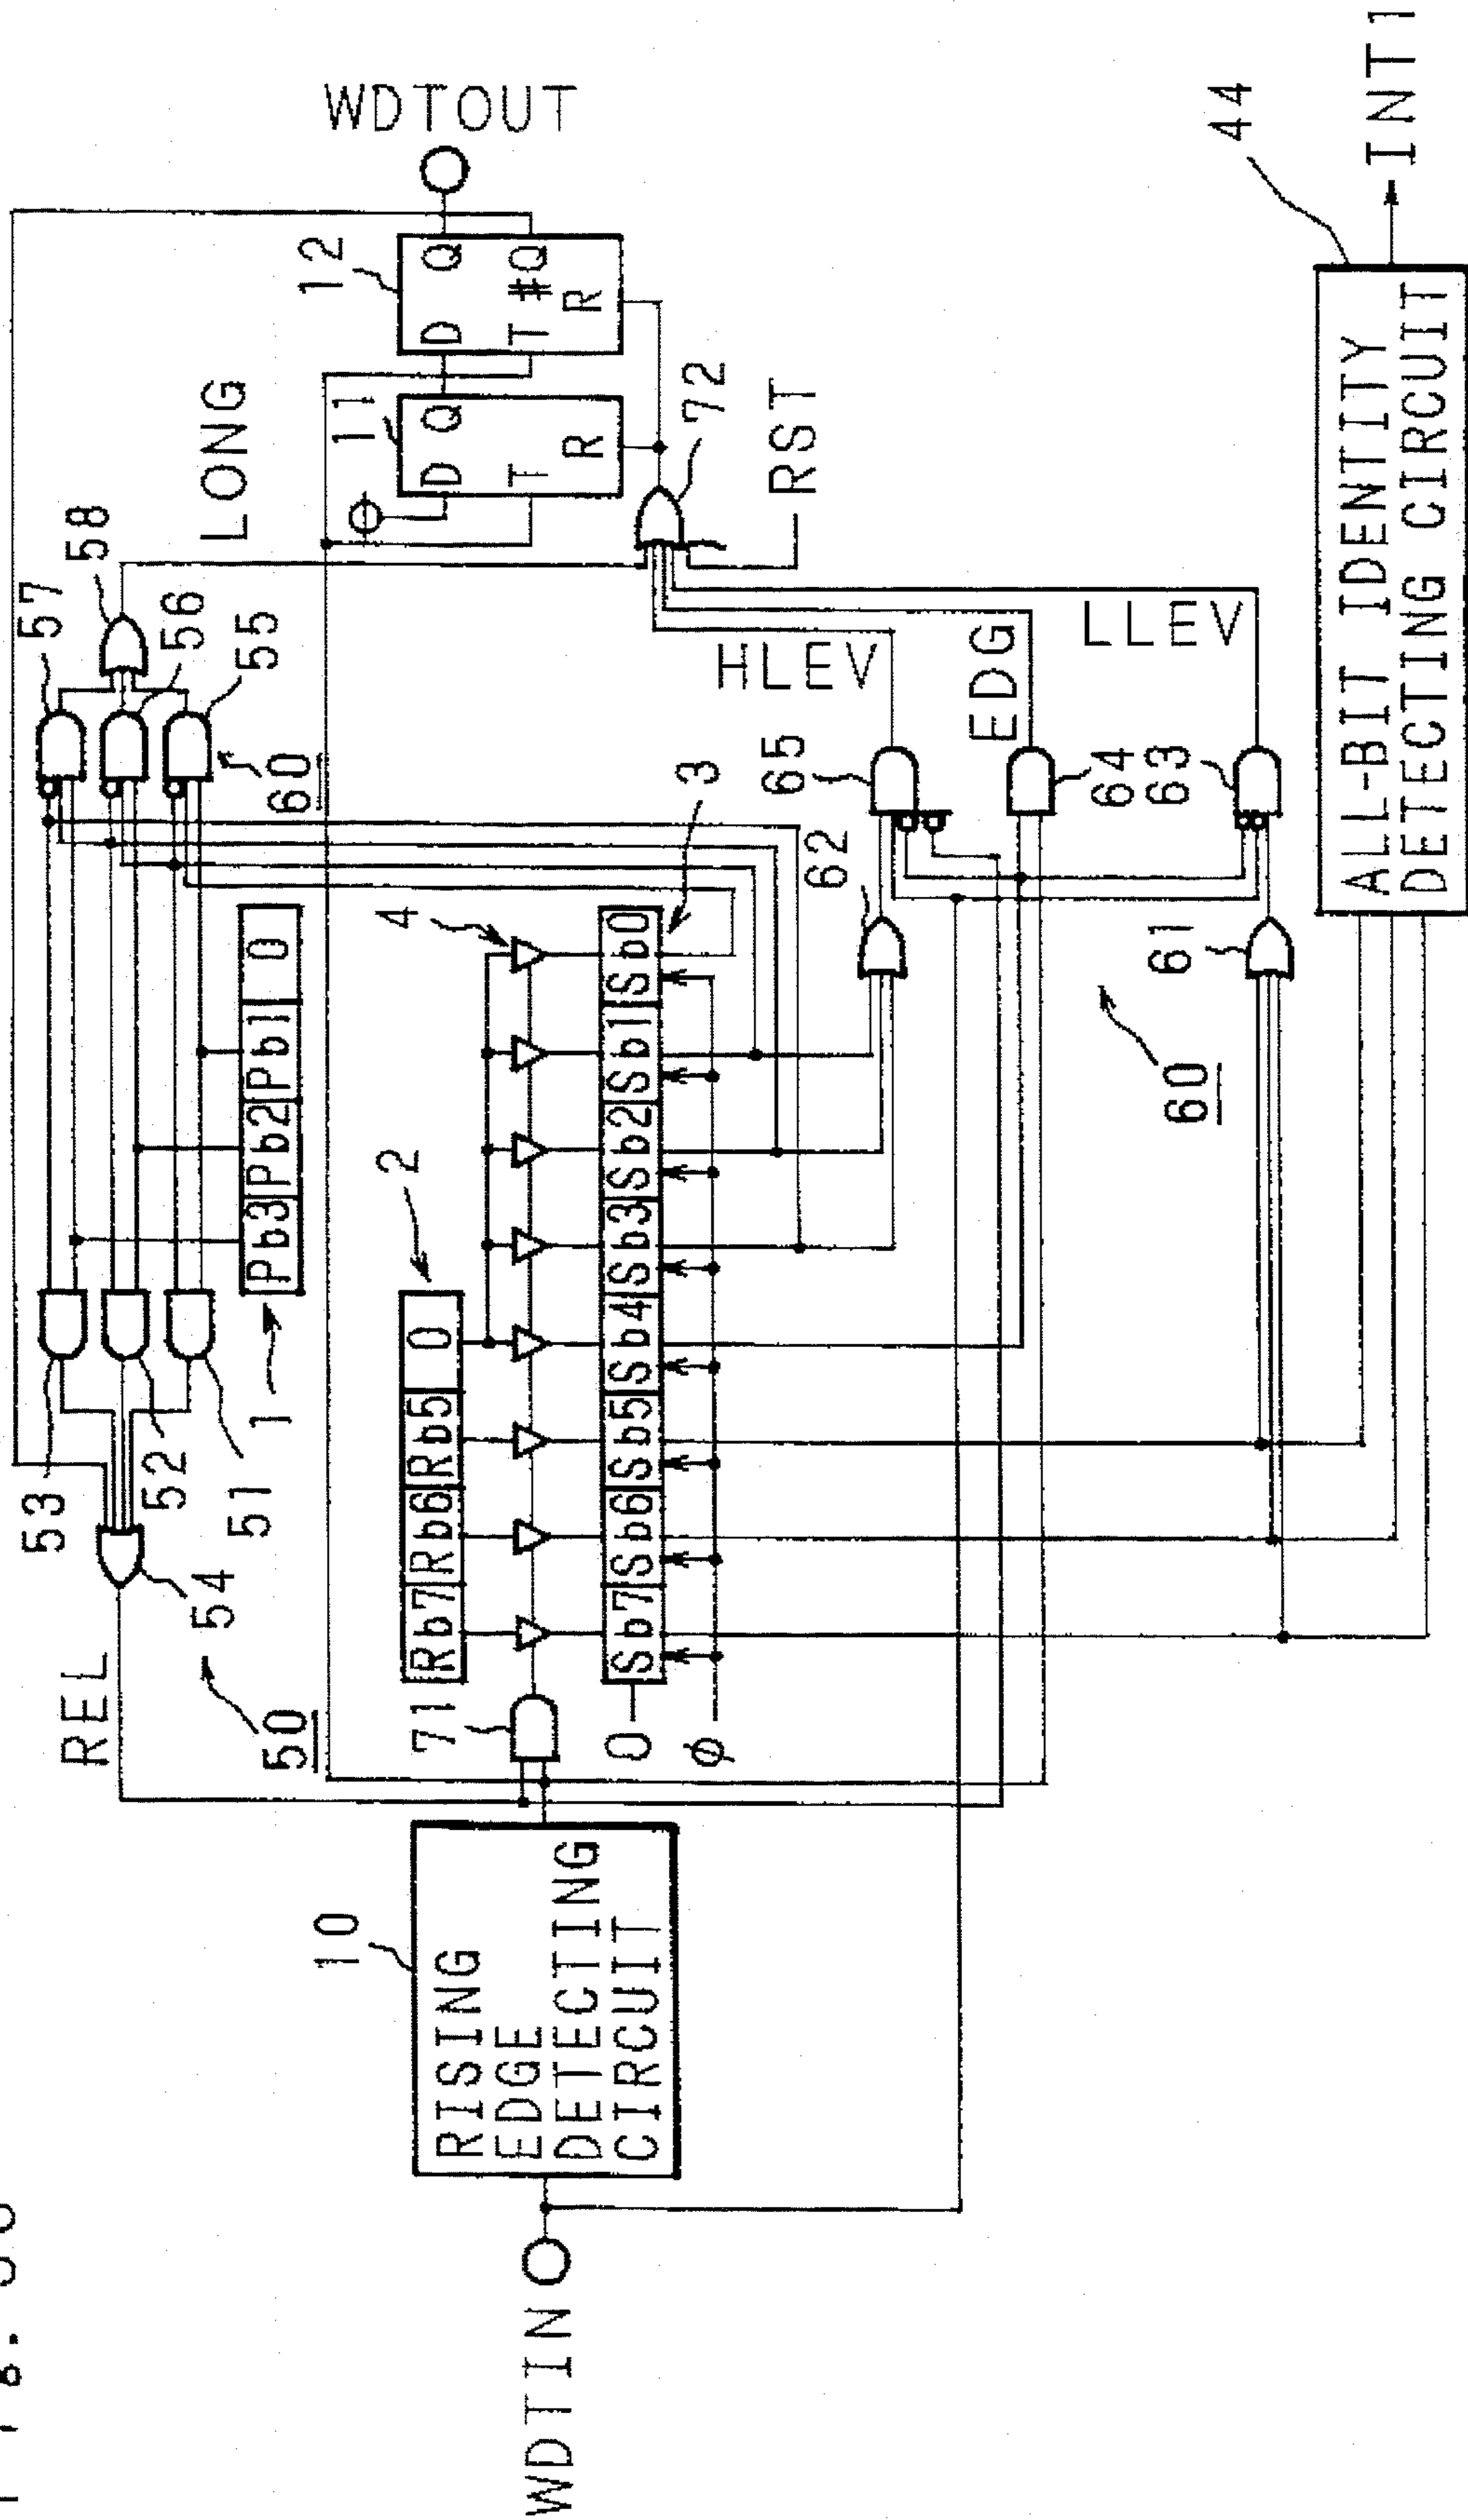 REL
50
54
53
52
51
1
Pb3 Pb2 Pb1 0
57
58
56
55
60
LONG
WDTOUT
11
D Q
T
R
12
D Q
T #Q
R
72
RST
2
Rb7 Rb6 Rb5 0
4
71
Sb7 Sb6 Sb5 Sb4 Sb3 Sb2 Sb1 Sb0
3
0
φ
10
RISING
EDGE
DETECTING
CIRCUIT
WDTIN
62
65
HLEV
EDG
64
63
LLEV
61
60
44
ALL-BIT IDENTITY
DETECTING CIRCUIT
INT1